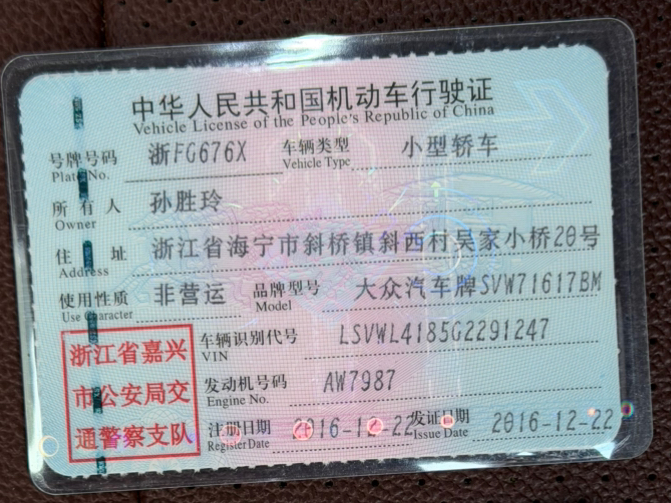 中华人民共和国机动车行驶证
Vehicle License of the People's Republic of China
号牌号码 浙FG676X 车辆类型 小型轿车
Plate No. Vehicle Type
所有人 孙胜玲
Owner
住址 浙江省海宁市斜桥镇斜西村吴家小桥20号
Address
使用性质 非营运 品牌型号 大众汽车牌SVW71617BM
Use Character Model
浙江省嘉兴
市公安局交
通警察支队
车辆识别代号 LSVWL4185G2291247
VIN
发动机号码 AW7987
Engine No.
注册日期 2016-12-22 发证日期 2016-12-22
Register Date Issue Date